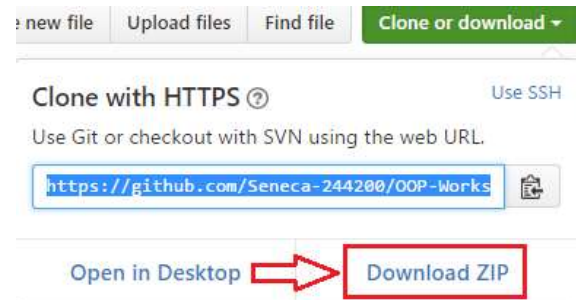 new file Upload files Find file Clone or download
Clone with HTTPS ?
Use SSH
Use Git or checkout with SVN using the web URL.
https://github.com/Seneca-244200/OOP-Works
Open in Desktop Download ZIP